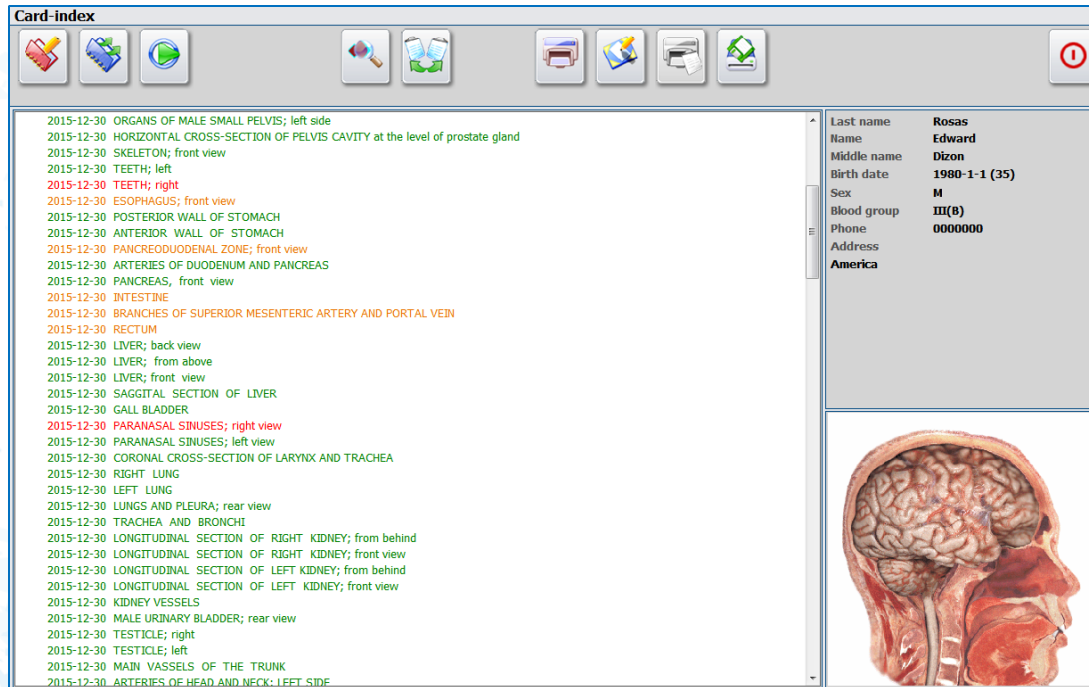 Card-index
2015-12-30 ORGANS OF MALE SMALL PELVIS; left side
2015-12-30 HORIZONTAL CROSS-SECTION OF PELVIS CAVITY at the level of prostate gland
2015-12-30 SKELETON; front view
2015-12-30 TEETH; left
2015-12-30 TEETH; right
2015-12-30 ESOPHAGUS; front view
2015-12-30 POSTERIOR WALL OF STOMACH
2015-12-30 ANTERIOR WALL OF STOMACH
2015-12-30 PANCREODUODENAL ZONE; front view
2015-12-30 ARTERIES OF DUODENUM AND PANCREAS
2015-12-30 PANCREAS, front view
2015-12-30 INTESTINE
2015-12-30 BRANCHES OF SUPERIOR MESENTERIC ARTERY AND PORTAL VEIN
2015-12-30 RECTUM
2015-12-30 LIVER; back view
2015-12-30 LIVER; from above
2015-12-30 LIVER; front view
2015-12-30 SAGGITAL SECTION OF LIVER
2015-12-30 GALL BLADDER
2015-12-30 PARANASAL SINUSES; right view
2015-12-30 PARANASAL SINUSES; left view
2015-12-30 CORONAL CROSS-SECTION OF LARYNX AND TRACHEA
2015-12-30 RIGHT LUNG
2015-12-30 LEFT LUNG
2015-12-30 LUNGS AND PLEURA; rear view
2015-12-30 TRACHEA AND BRONCHI
2015-12-30 LONGITUDINAL SECTION OF RIGHT KIDNEY; from behind
2015-12-30 LONGITUDINAL SECTION OF RIGHT KIDNEY; front view
2015-12-30 LONGITUDINAL SECTION OF LEFT KIDNEY; from behind
2015-12-30 LONGITUDINAL SECTION OF LEFT KIDNEY; front view
2015-12-30 KIDNEY VESSELS
2015-12-30 MALE URINARY BLADDER; rear view
2015-12-30 TESTICLE; right
2015-12-30 TESTICLE; left
2015-12-30 MAIN VASSELS OF THE TRUNK
2015-12-30 ARTERIES OF HEAD AND NECK; LEFT SIDE
Last name Rosas
Name Edward
Middle name Dizon
Birth date 1980-1-1 (35)
Sex M
Blood group III(B)
Phone 0000000
Address
America